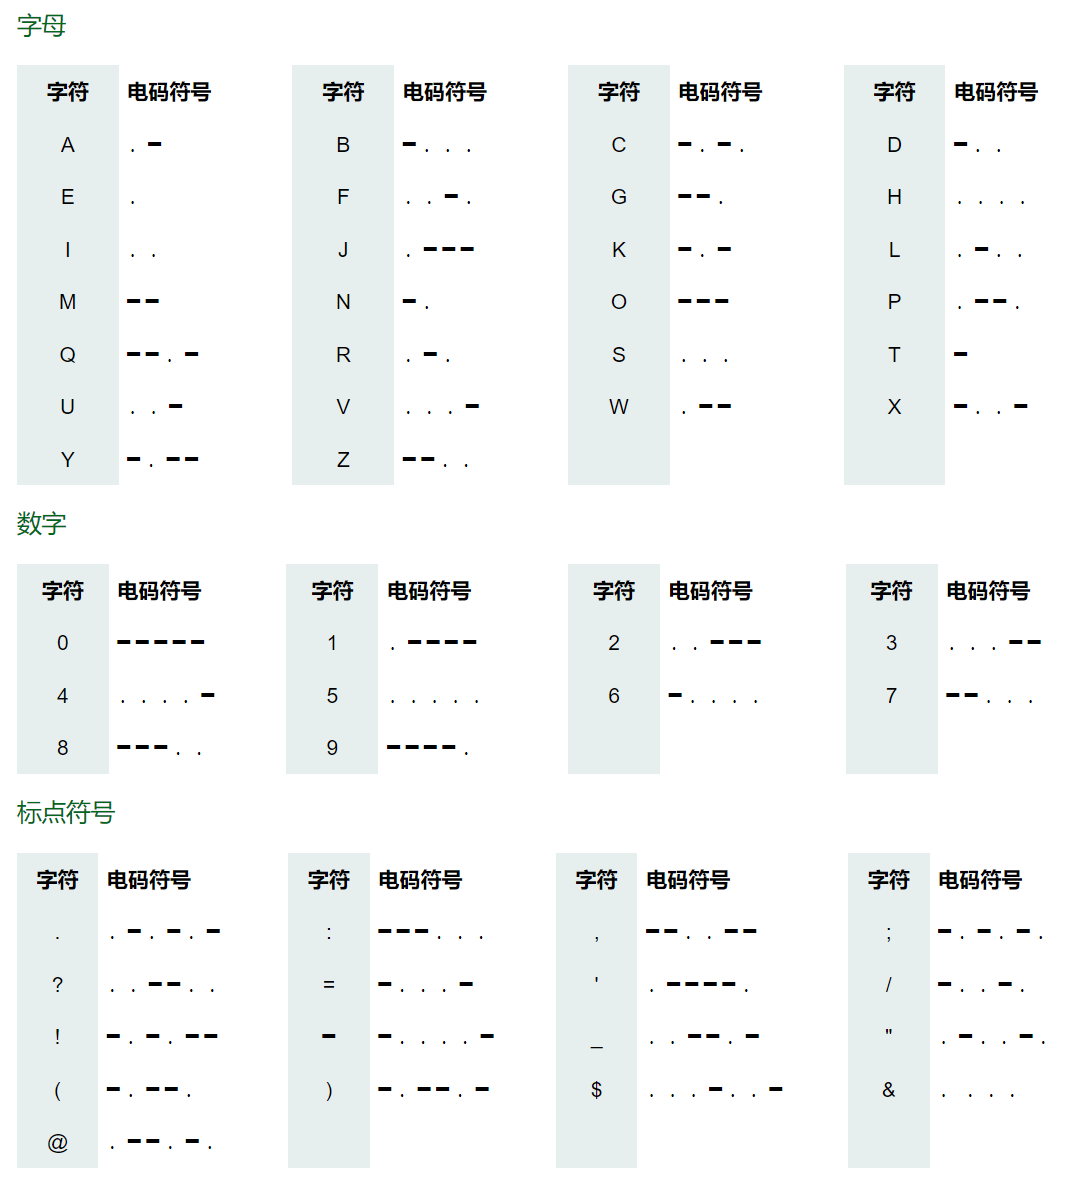 字母
字符 电码符号 字符 电码符号 字符 电码符号 字符 电码符号
A . ━ B ━ . . . C ━ . ━ . D ━ . .
E . F . . ━ . G ━ ━ . H . . . .
I . . J . ━ ━ ━ K ━ . ━ L . ━ . .
M ━ ━ N ━ . O ━ ━ ━ P . ━ ━ .
Q ━ ━ . ━ R . ━ . S . . . T ━
U . . ━ V . . . ━ W . ━ ━ X ━ . . ━
Y ━ . ━ ━ Z ━ ━ . .
数字
字符 电码符号 字符 电码符号 字符 电码符号 字符 电码符号
0 ━ ━ ━ ━ ━ 1 . ━ ━ ━ ━ 2 . . ━ ━ ━ 3 . . . ━ ━
4 . . . . ━ 5 . . . . . 6 ━ . . . . 7 ━ ━ . . .
8 ━ ━ ━ . . 9 ━ ━ ━ ━ .
标点符号
字符 电码符号 字符 电码符号 字符 电码符号 字符 电码符号
. . ━ . ━ . ━ : ━ ━ ━ . . . , ━ ━ . . ━ ━ ; ━ . ━ . ━ .
? . . ━ ━ . . = ━ . . . ━ ' . ━ ━ ━ ━ . / ━ . . ━ .
! ━ . ━ . ━ ━ ━ ━ . . . . ━ _ . . ━ ━ . ━ " . ━ . . ━ .
( ━ . ━ ━ . ) ━ . ━ ━ . ━ $ . . . ━ . . ━ & . . . .
@ . ━ ━ . ━ .